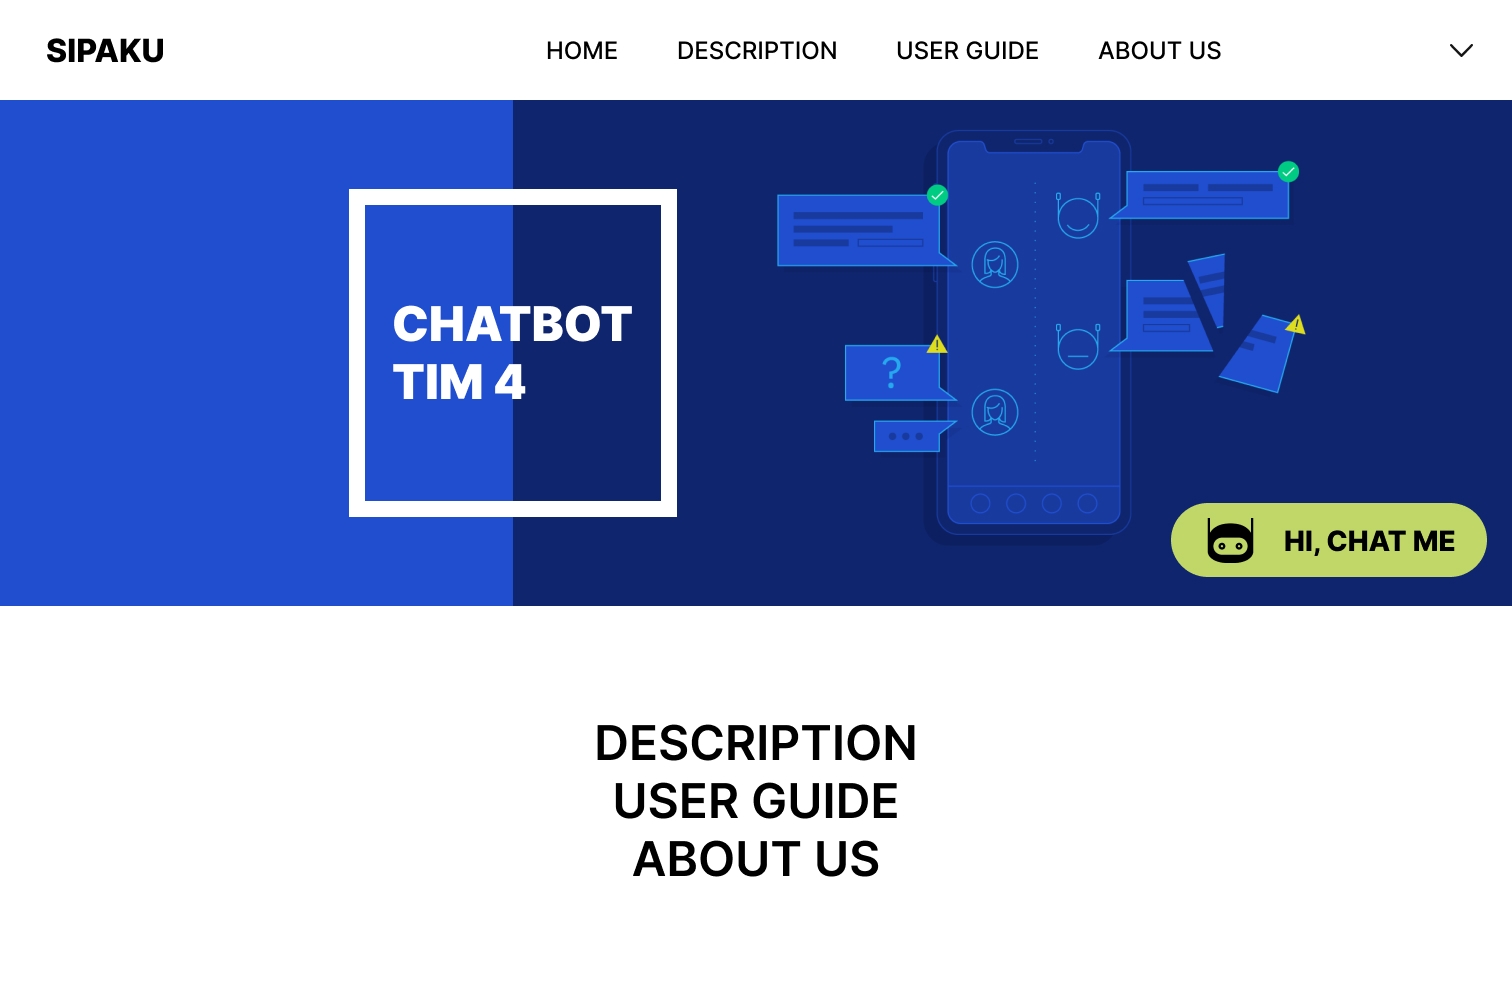 SIPAKU
HOME DESCRIPTION USER GUIDE ABOUT US
CHATBOT
TIM 4
?
HI, CHAT ME
DESCRIPTION
USER GUIDE
ABOUT US